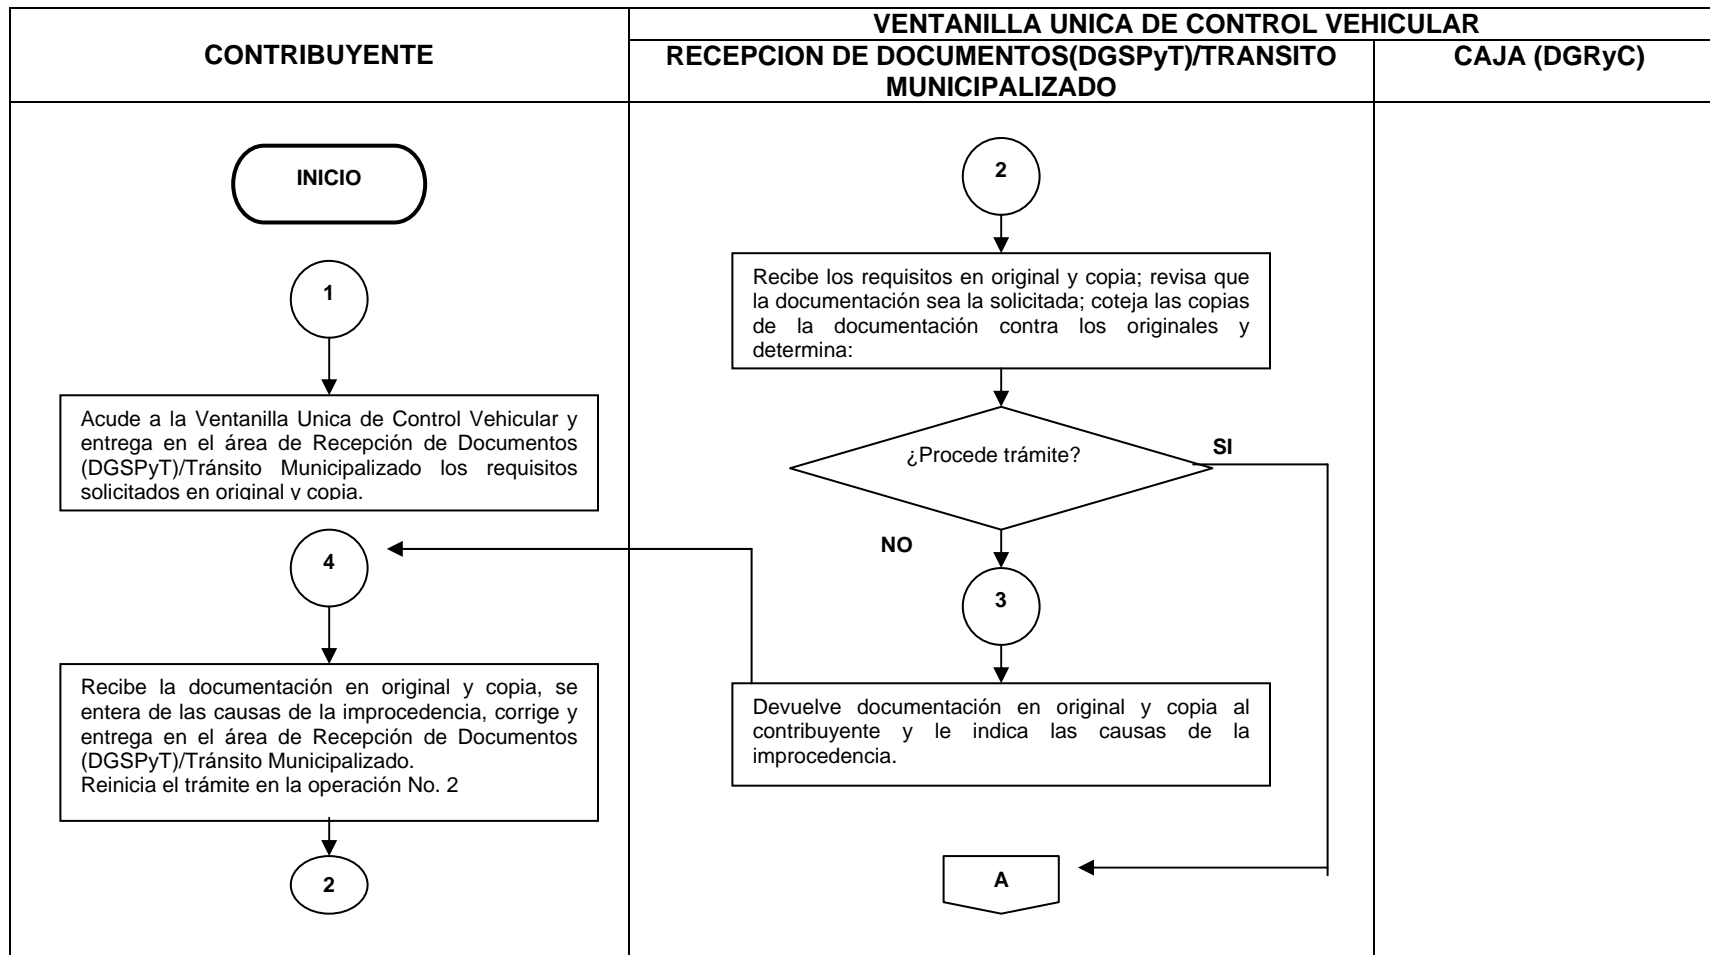 CONTRIBUYENTE
VENTANILLA UNICA DE CONTROL VEHICULAR
RECEPCION DE DOCUMENTOS(DGSPyT)/TRANSITO
MUNICIPALIZADO
CAJA (DGRyC)
INICIO
1
Acude a la Ventanilla Unica de Control Vehicular y
entrega en el área de Recepción de Documentos
(DGSPyT)/Tránsito Municipalizado los requisitos
solicitados en original y copia.
4
Recibe la documentación en original y copia, se
entera de las causas de la improcedencia, corrige y
entrega en el área de Recepción de Documentos
(DGSPyT)/Tránsito Municipalizado.
Reinicia el trámite en la operación No. 2
2
2
Recibe los requisitos en original y copia; revisa que
la documentación sea la solicitada; coteja las copias
de la documentación contra los originales y
determina:
¿Procede trámite?
SI
NO
3
Devuelve documentación en original y copia al
contribuyente y le indica las causas de la
improcedencia.
A